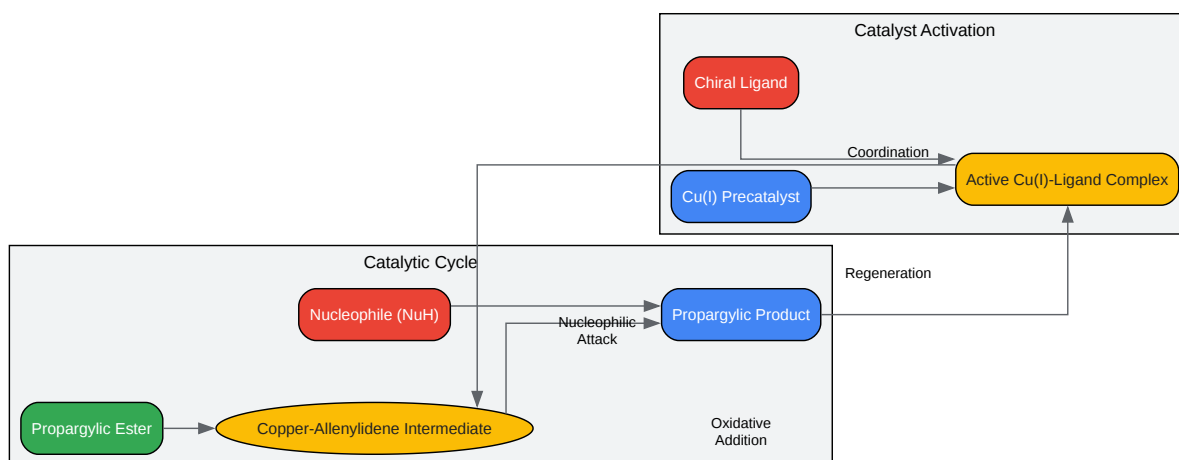 Catalyst Activation
Chiral Ligand
Coordination
Active Cu(I)-Ligand Complex
Cu(I) Precatalyst
Catalytic Cycle
Regeneration
Nucleophile (NuH)
Propargylic Product
Nucleophilic
Attack
Propargylic Ester
Copper-Allenylidene Intermediate
Oxidative
Addition